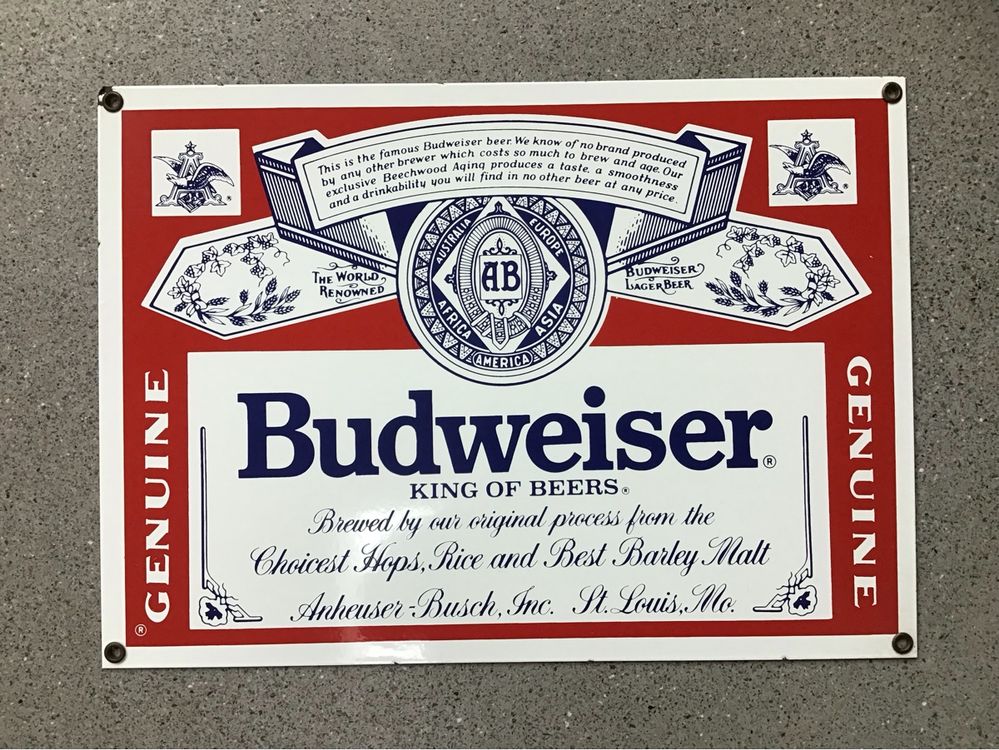 This is the famous Budweiser beer. We know of no brand produced
by any other brewer which costs so much to brew and age. Our
exclusive Beechwood Aging produces a taste, a smoothness
and a drinkability you will find in no other beer at any price.
THE WORLD
RENOWNED
BUDWEISER
LAGER BEER
AUSTRALIA
EUROPE
AB
AFRICA
ASIA
AMERICA
GENUINE
GENUINE
Budweiser®
KING OF BEERS®
Brewed by our original process from the
Choicest Hops, Rice and Best Barley Malt
Anheuser-Busch, Inc. St. Louis, Mo.
®